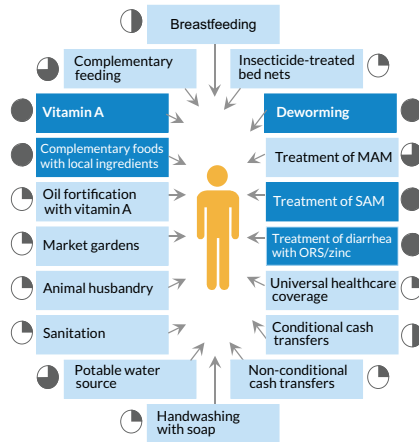 Breastfeeding
Complementary
feeding
Insecticide-treated
bed nets
Vitamin A
Deworming
Complementary foods
with local ingredients
Treatment of MAM
Oil fortification
with vitamin A
Treatment of SAM
Market gardens
Treatment of diarrhea
with ORS/zinc
Animal husbandry
Universal healthcare
coverage
Sanitation
Conditional cash
transfers
Potable water
source
Non-conditional
cash transfers
Handwashing
with soap